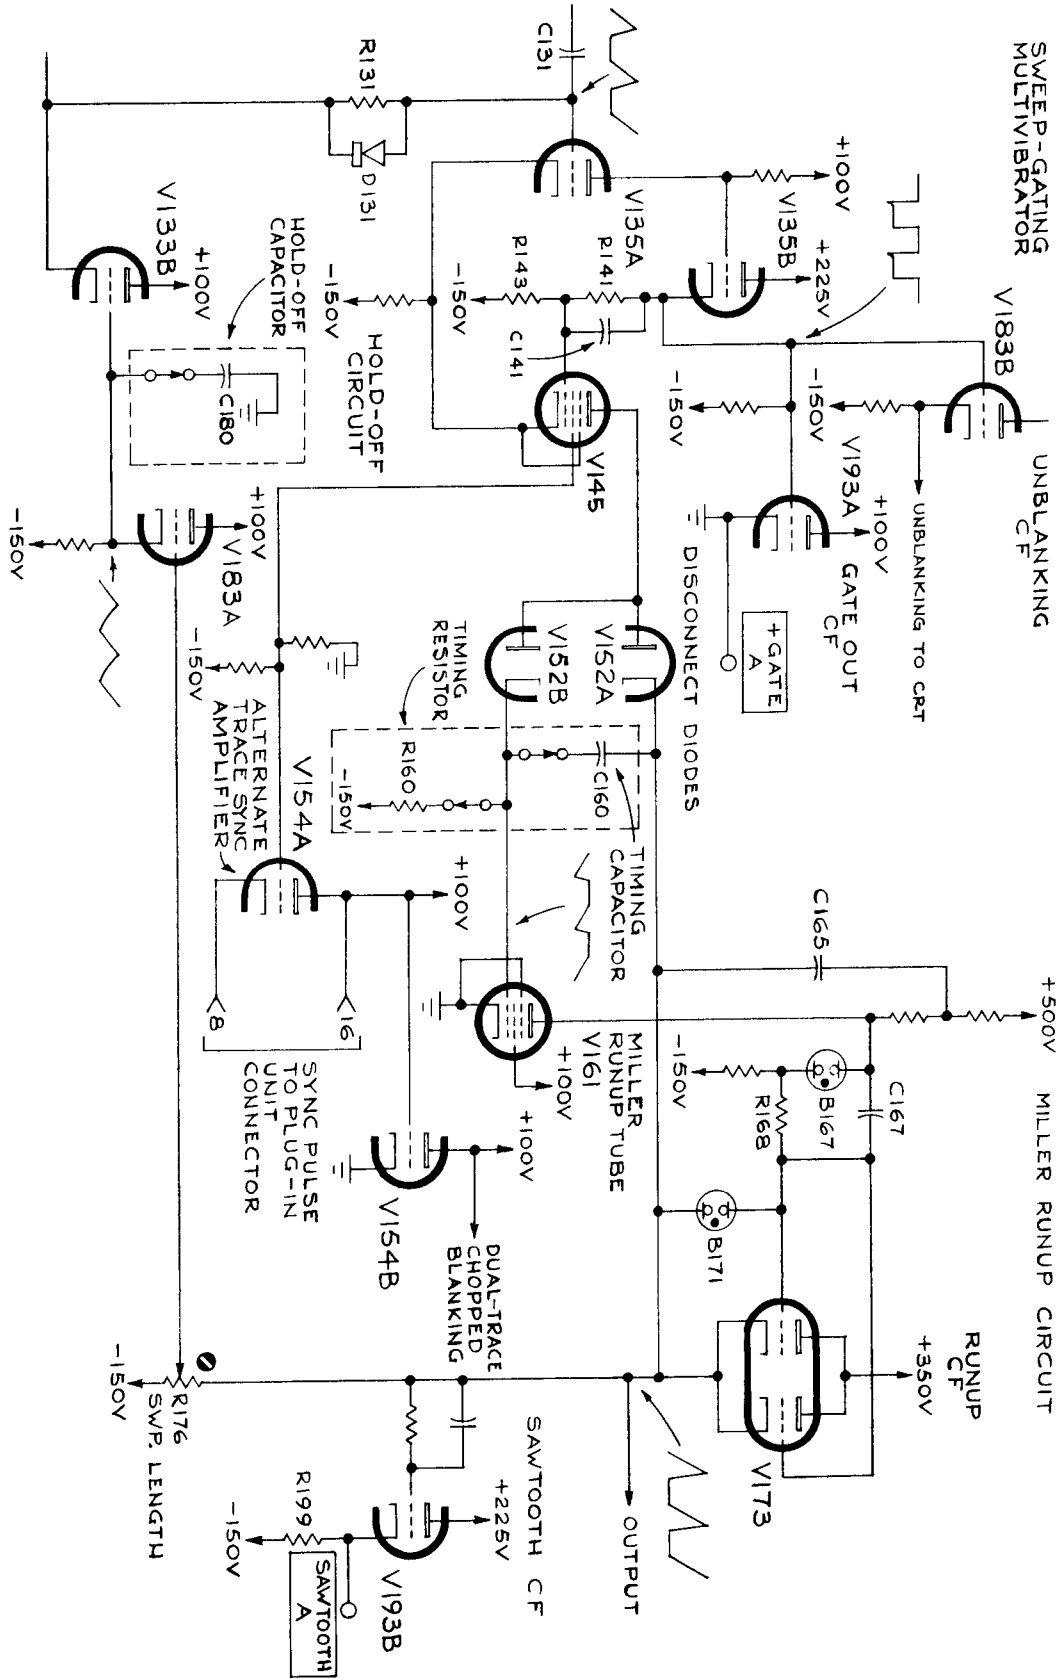 SWEEP-GATING
MULTIVIBRATOR
V183B
UNBLANKING
CF
MILLER RUNUP CIRCUIT
+500V
+100V
V135B
+225V
-150V
UNBLANKING TO CRT
-150V
V193A
+100V
GATE OUT
CF
+GATE
A
C165
RUNUP
CF
+350V
C167
B167
R168
-150V
B171
V173
C131
V135A
R141
R143
C141
-150V
V145
DISCONNECT DIODES
V152A
V152B
TIMING
CAPACITOR
C160
TIMING
RESISTOR
R160
-150V
MILLER
RUNUP TUBE
V161
+100V
OUTPUT
R131
D131
-150V
HOLD-OFF
CIRCUIT
+100V
+100V
DUAL-TRACE
CHOPPED
BLANKING
V154B
SAWTOOTH CF
+225V
V193B
V154A
ALTERNATE
TRACE SYNC
AMPLIFIER
-150V
16
8
SYNC PULSE
TO PLUG-IN
UNIT
CONNECTOR
R199
-150V
SAWTOOTH
A
HOLD-OFF
CAPACITOR
C180
V133B
+100V
+100V
V183A
-150V
R176
SWP. LENGTH
-150V